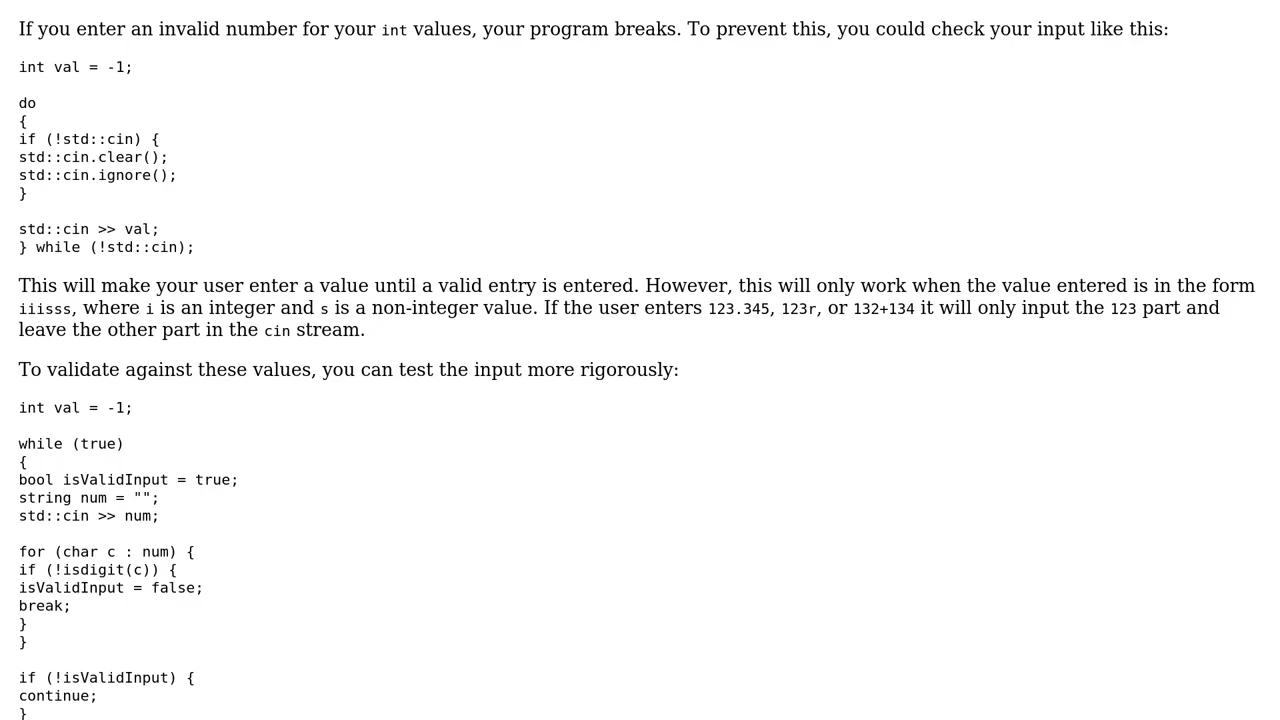 If you enter an invalid number for your int values, your program breaks. To prevent this, you could check your input like this:
int val = -1;
do
{
if (!std::cin) {
std::cin.clear();
std::cin.ignore();
}
std::cin >> val;
} while (!std::cin);
This will make your user enter a value until a valid entry is entered. However, this will only work when the value entered is in the form
iiisss, where i is an integer and s is a non-integer value. If the user enters 123.345, 123r, or 132+134 it will only input the 123 part and
leave the other part in the cin stream.
To validate against these values, you can test the input more rigorously:
int val = -1;
while (true)
{
bool isValidInput = true;
string num = "";
std::cin >> num;
for (char c : num) {
if (!isdigit(c)) {
isValidInput = false;
break;
}
}
if (!isValidInput) {
continue;
}